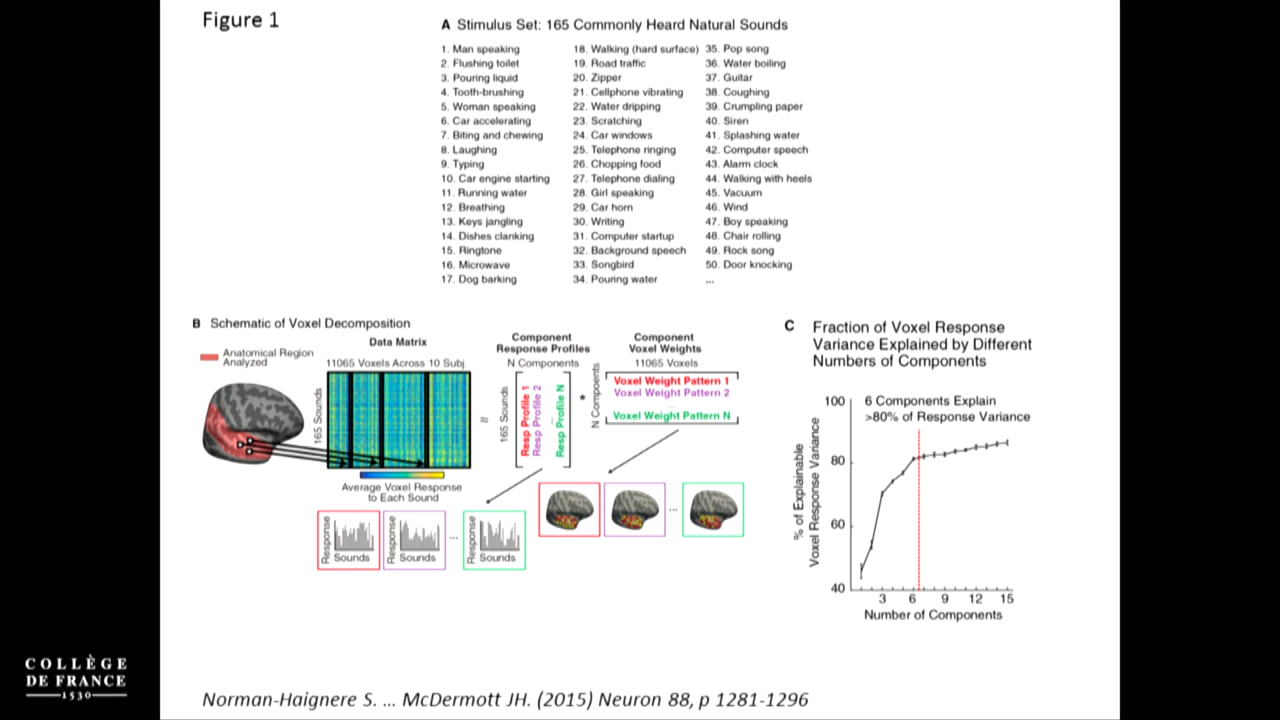 Figure 1
A Stimulus Set: 165 Commonly Heard Natural Sounds
1. Man speaking
2. Flushing toilet
3. Pouring liquid
4. Tooth-brushing
5. Woman speaking
6. Car accelerating
7. Biting and chewing
8. Laughing
9. Typing
10. Car engine starting
11. Running water
12. Breathing
13. Keys jangling
14. Dishes clanking
15. Ringtone
16. Microwave
17. Dog barking
18. Walking (hard surface)
19. Road traffic
20. Zipper
21. Cellphone vibrating
22. Water dripping
23. Scratching
24. Car windows
25. Telephone ringing
26. Chopping food
27. Telephone dialing
28. Girl speaking
29. Car horn
30. Writing
31. Computer startup
32. Background speech
33. Songbird
34. Pouring water
35. Pop song
36. Water boiling
37. Guitar
38. Coughing
39. Crumpling paper
40. Siren
41. Splashing water
42. Computer speech
43. Alarm clock
44. Walking with heels
45. Vacuum
46. Wind
47. Boy speaking
48. Chair rolling
49. Rock song
50. Door knocking
...
B Schematic of Voxel Decomposition
Anatomical Region
Analyzed
Data Matrix
11065 Voxels Across 10 Subj
165 Sounds
Average Voxel Response
to Each Sound
≈
Component
Response Profiles
N Components
165 Sounds
Resp Profile 1
Resp Profile 2
...
Resp Profile N
*
Component
Voxel Weights
11065 Voxels
N Compoents
Voxel Weight Pattern 1
Voxel Weight Pattern 2
...
Voxel Weight Pattern N
Response
Sounds
Response
Sounds
...
Response
Sounds
...
C Fraction of Voxel Response
Variance Explained by Different
Numbers of Components
6 Components Explain
>80% of Response Variance
% of Explainable
Voxel Response Variance
100
80
60
40
3 6 9 12 15
Number of Components
COLLÈGE
DE FRANCE
1530
Norman-Haignere S. ... McDermott JH. (2015) Neuron 88, p 1281-1296